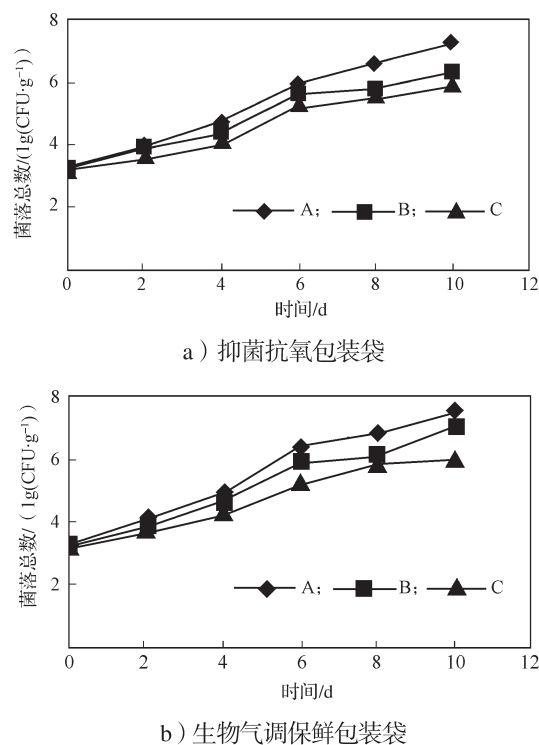 8
6
4
2
菌落总数/(1g(CFU·g⁻¹))
A; B; C
0 2 4 6 8 10 12
时间/d
a）抑菌抗氧包装袋
8
6
4
2
菌落总数/（1g(CFU·g⁻¹)）
A; B; C
0 2 4 6 8 10 12
时间/d
b）生物气调保鲜包装袋